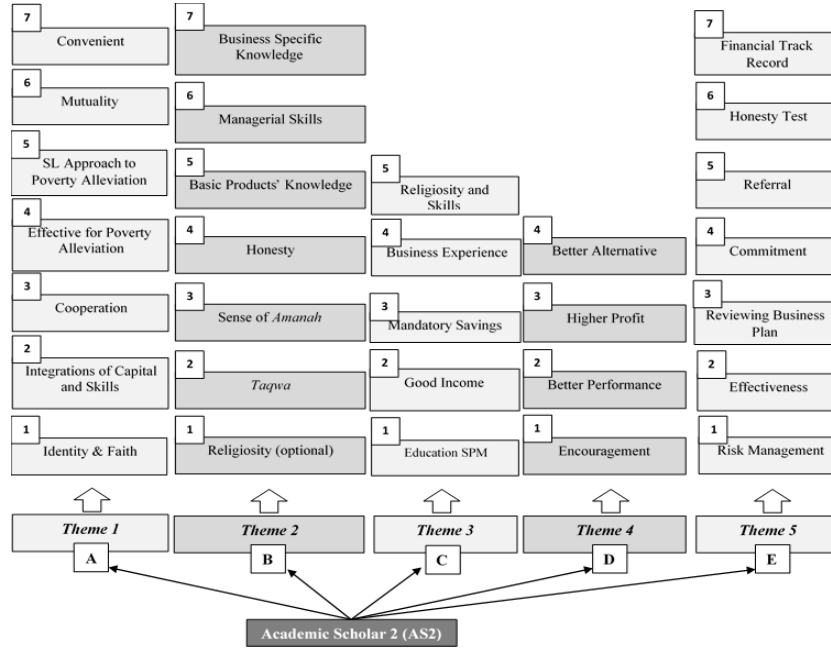 7
Convenient
6
Mutuality
5
SL Approach to
Poverty Alleviation
4
Effective for Poverty
Alleviation
3
Cooperation
2
Integrations of Capital
and Skills
1
Identity & Faith
Theme 1
A
7
Business Specific
Knowledge
6
Managerial Skills
5
Basic Products' Knowledge
4
Honesty
3
Sense of Amanah
2
Taqwa
1
Religiosity (optional)
Theme 2
B
5
Religiosity and
Skills
4
Business Experience
3
Mandatory Savings
2
Good Income
1
Education SPM
Theme 3
C
4
Better Alternative
3
Higher Profit
2
Better Performance
1
Encouragement
Theme 4
D
7
Financial Track
Record
6
Honesty Test
5
Referral
4
Commitment
3
Reviewing Business
Plan
2
Effectiveness
1
Risk Management
Theme 5
E
Academic Scholar 2 (AS2)